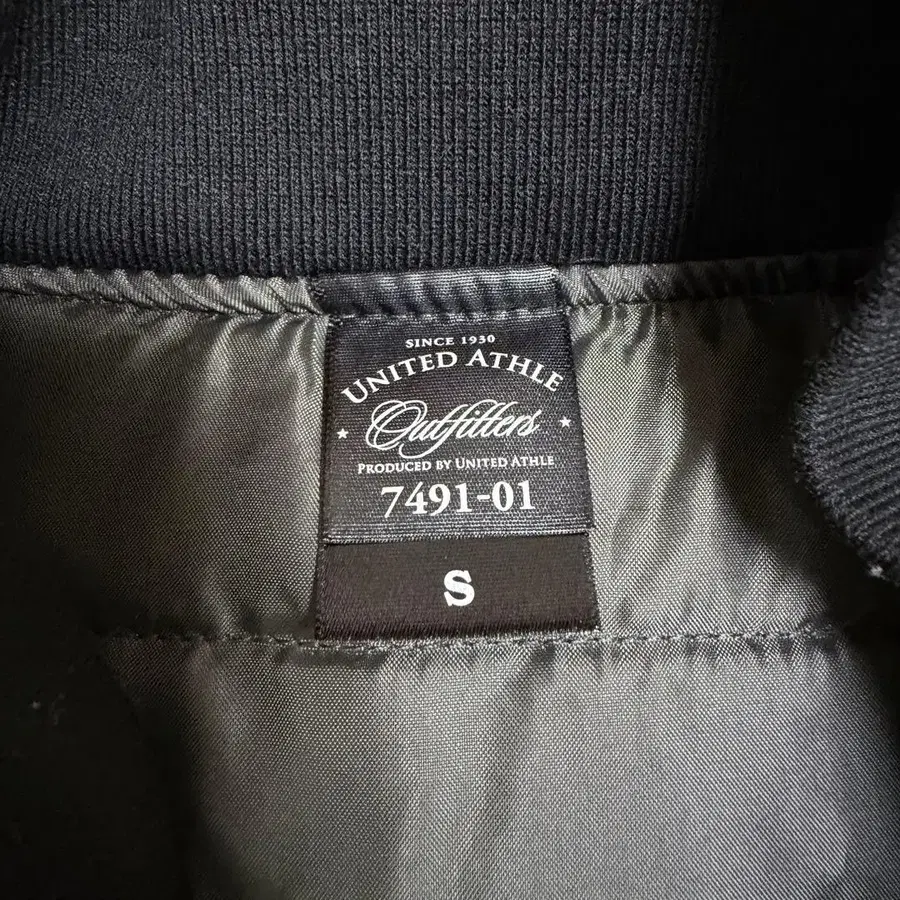 SINCE 1930
UNITED ATHLE
Outfitters
PRODUCED BY UNITED ATHLE
7491-01
S